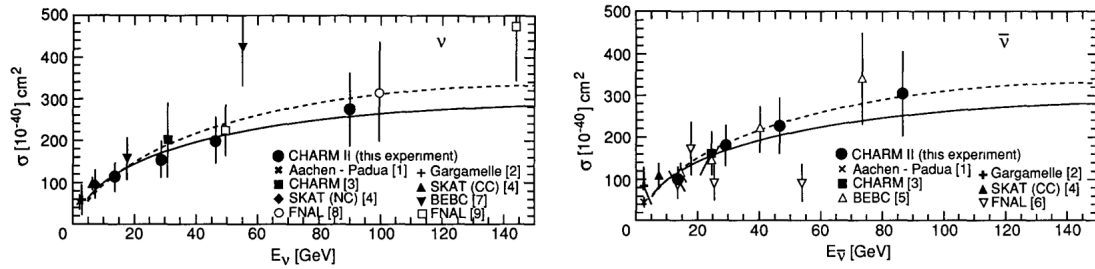 500
400
300
200
100
0
σ [10⁻⁴⁰] cm²
ν
● CHARM II (this experiment)
× Aachen - Padua [1]
+ Gargamelle [2]
■ CHARM [3]
▲ SKAT (CC) [4]
◆ SKAT (NC) [4]
▼ BEBC [7]
○ FNAL [8]
□ FNAL [9]
0 20 40 60 80 100 120 140
Eν [GeV]
500
400
300
200
100
0
σ [10⁻⁴⁰] cm²
ν̅
● CHARM II (this experiment)
× Aachen - Padua [1]
+ Gargamelle [2]
■ CHARM [3]
▲ SKAT (CC) [4]
△ BEBC [5]
▽ FNAL [6]
0 20 40 60 80 100 120 140
Eν̅ [GeV]